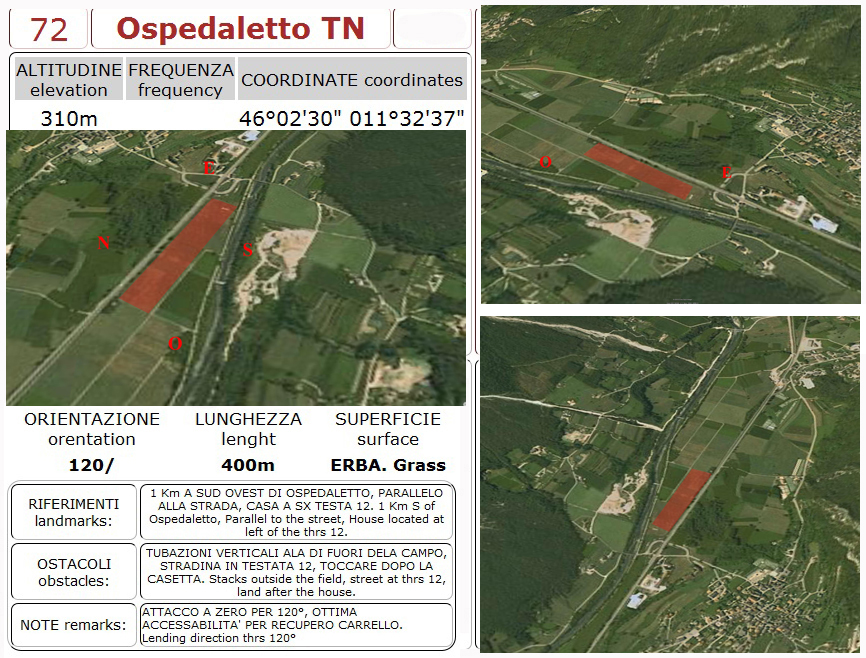 72
Ospedaletto TN
ALTITUDINE
elevation
FREQUENZA
frequency
COORDINATE coordinates
310m
46°02'30" 011°32'37"
E
N
S
O
O
E
ORIENTAZIONE
orentation
LUNGHEZZA
lenght
SUPERFICIE
surface
120/
400m
ERBA. Grass
RIFERIMENTI
landmarks:
1 Km A SUD OVEST DI OSPEDALETTO, PARALLELO
ALLA STRADA, CASA A SX TESTA 12. 1 Km S of
Ospedaletto, Parallel to the street, House located at
left of the thrs 12.
OSTACOLI
obstacles:
TUBAZIONI VERTICALI ALA DI FUORI DELA CAMPO,
STRADINA IN TESTATA 12, TOCCARE DOPO LA
CASETTA. Stacks outside the field, street at thrs 12,
land after the house.
NOTE remarks:
ATTACCO A ZERO PER 120°, OTTIMA
ACCESSABILITA' PER RECUPERO CARRELLO.
Lending direction thrs 120°